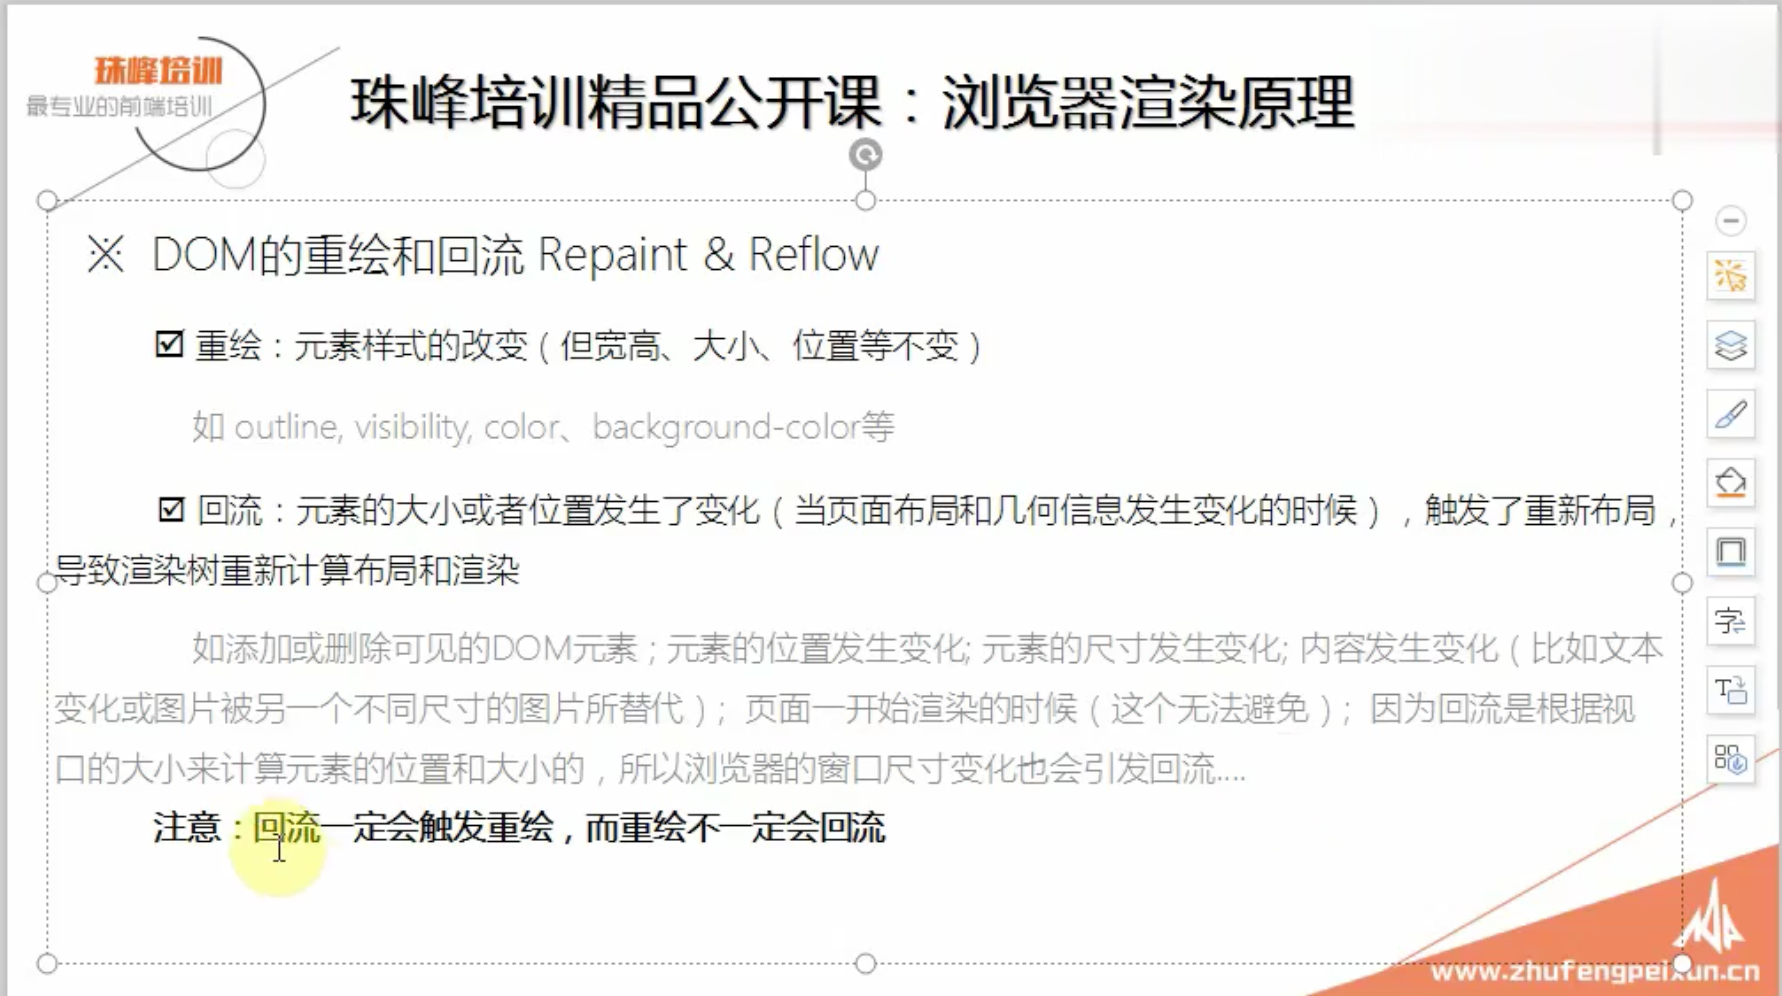 珠峰培训
最专业的前端培训
珠峰培训精品公开课：浏览器渲染原理
※ DOM的重绘和回流 Repaint & Reflow
☑ 重绘：元素样式的改变（但宽高、大小、位置等不变）
如 outline, visibility, color、background-color等
☑ 回流：元素的大小或者位置发生了变化（当页面布局和几何信息发生变化的时候），触发了重新布局，
导致渲染树重新计算布局和渲染
如添加或删除可见的DOM元素；元素的位置发生变化; 元素的尺寸发生变化; 内容发生变化（比如文本
变化或图片被另一个不同尺寸的图片所替代）；页面一开始渲染的时候（这个无法避免）；因为回流是根据视
口的大小来计算元素的位置和大小的，所以浏览器的窗口尺寸变化也会引发回流....
注意：回流一定会触发重绘，而重绘不一定会回流
www.zhufengpeixun.cn